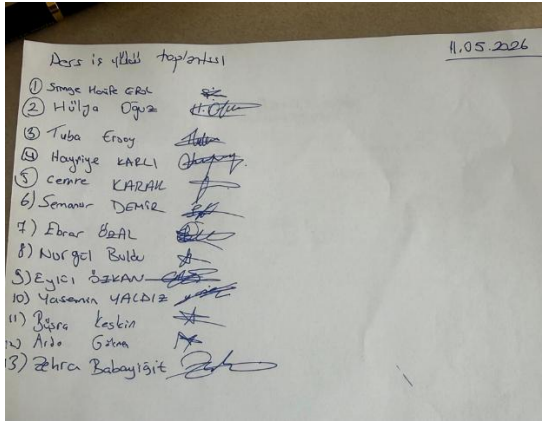 Ders iş yükü toplantısı
11.05.2026
1 Simge Hanife EROL
2 Hülya Oğuz
3 Tuba Ersoy
4 Hayriye KARLI
5 Cemre KARAK
6) Semanur DEMİR
7) Ebrar ÖZAL
8) Nurgül Buldu
9) Eylül ÖZKAN
10) Yasemin YALDIZ
11) Büşra Keskin
12) Arda
13) Zehra Babayiğit